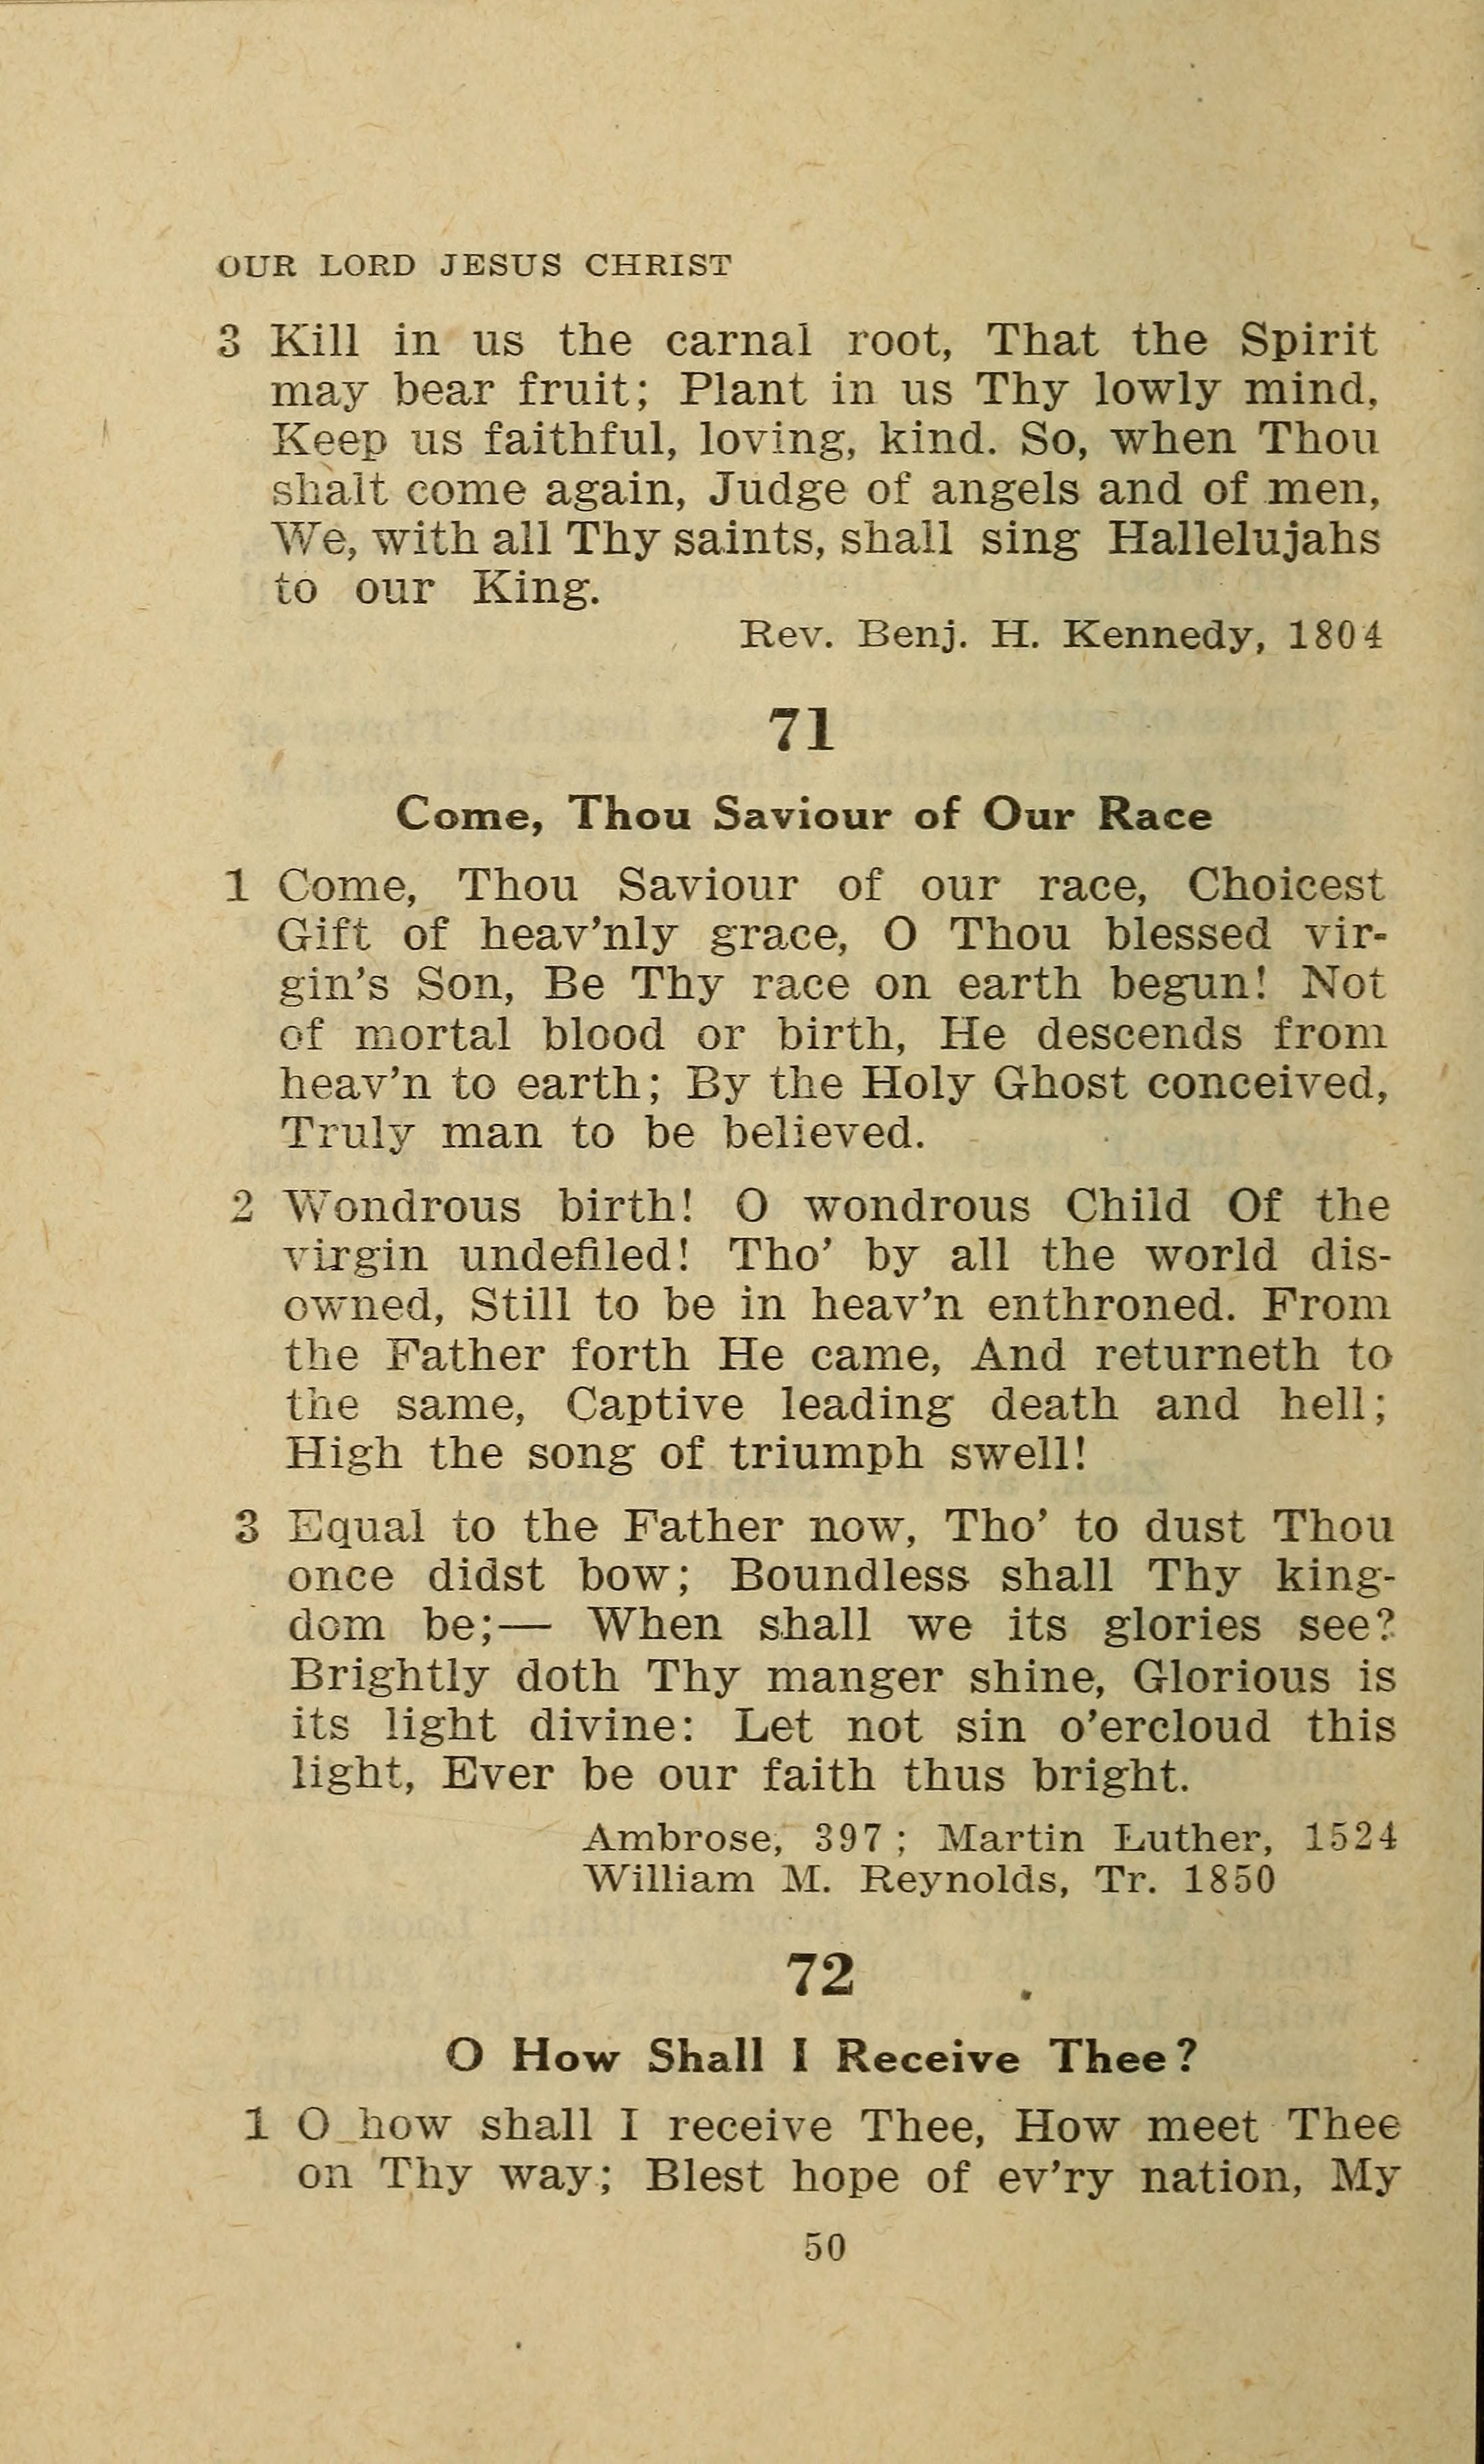 OUR LORD JESUS CHRIST
3 Kill in us the carnal root, That the Spirit
may bear fruit; Plant in us Thy lowly mind,
Keep us faithful, loving, kind. So, when Thou
shalt come again, Judge of angels and of men,
We, with all Thy saints, shall sing Hallelujahs
to our King.
Rev. Benj. H. Kennedy, 1804
71
Come, Thou Saviour of Our Race
1 Come, Thou Saviour of our race, Choicest
Gift of heav'nly grace, O Thou blessed vir-
gin's Son, Be Thy race on earth begun! Not
of mortal blood or birth, He descends from
heav'n to earth; By the Holy Ghost conceived,
Truly man to be believed.
2 Wondrous birth! O wondrous Child Of the
virgin undefiled! Tho' by all the world dis-
owned, Still to be in heav'n enthroned. From
the Father forth He came, And returneth to
the same, Captive leading death and hell;
High the song of triumph swell!
3 Equal to the Father now, Tho' to dust Thou
once didst bow; Boundless shall Thy king-
dom be;— When shall we its glories see?
Brightly doth Thy manger shine, Glorious is
its light divine: Let not sin o'ercloud this
light, Ever be our faith thus bright.
Ambrose, 397; Martin Luther, 1524
William M. Reynolds, Tr. 1850
72
O How Shall I Receive Thee?
1 O how shall I receive Thee, How meet Thee
on Thy way; Blest hope of ev'ry nation, My
50